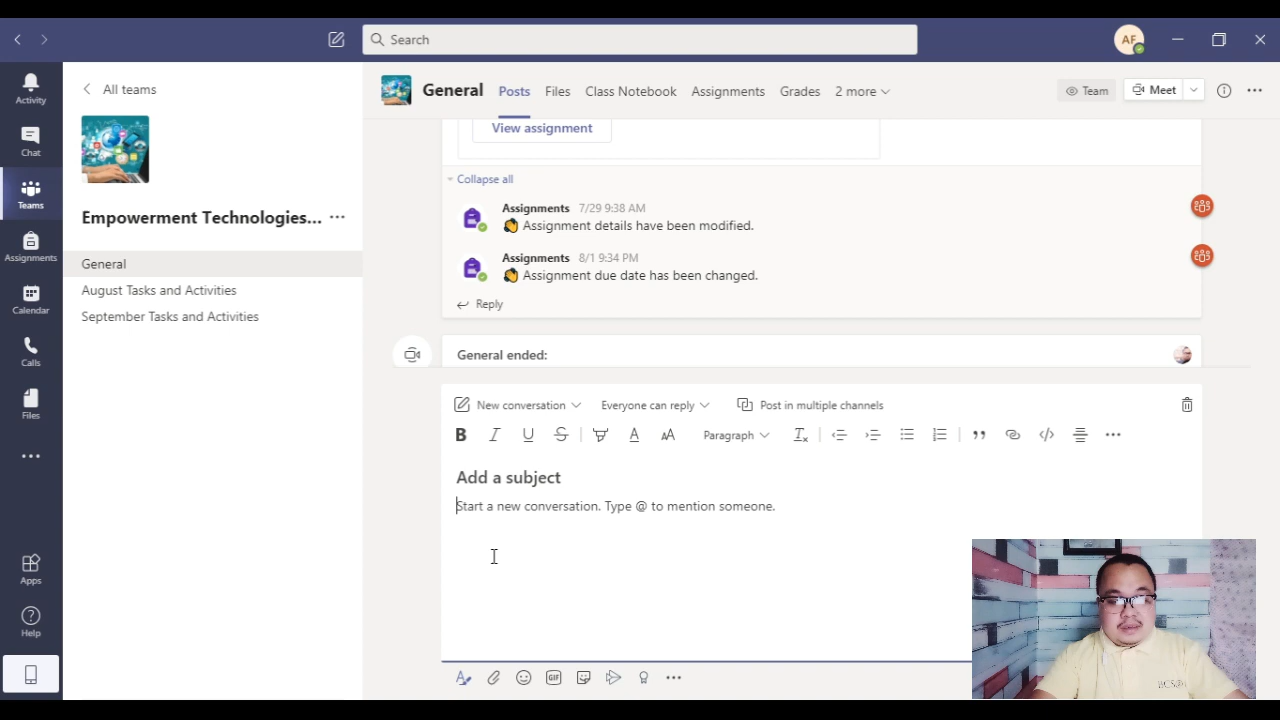 Search
AF
Activity
Chat
Teams
Assignments
Calendar
Calls
Files
Apps
Help
All teams
Empowerment Technologies...
General
August Tasks and Activities
September Tasks and Activities
General Posts Files Class Notebook Assignments Grades 2 more
Team Meet
View assignment
Collapse all
Assignments 7/29 9:38 AM
Assignment details have been modified.
Assignments 8/1 9:34 PM
Assignment due date has been changed.
Reply
General ended:
New conversation Everyone can reply Post in multiple channels
B I U S A AA Paragraph Tx
Add a subject
Start a new conversation. Type @ to mention someone.
GIF